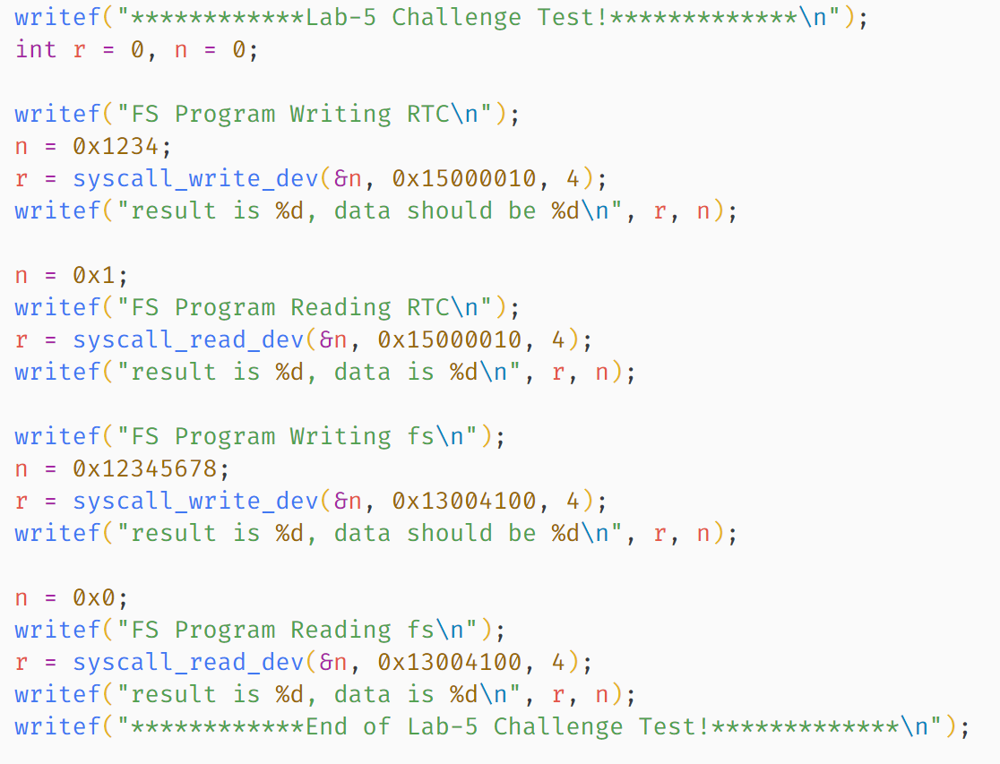 writef("************Lab-5 Challenge Test!*************\n");
int r = 0, n = 0;
writef("FS Program Writing RTC\n");
n = 0x1234;
r = syscall_write_dev(&n, 0x15000010, 4);
writef("result is %d, data should be %d\n", r, n);
n = 0x1;
writef("FS Program Reading RTC\n");
r = syscall_read_dev(&n, 0x15000010, 4);
writef("result is %d, data is %d\n", r, n);
writef("FS Program Writing fs\n");
n = 0x12345678;
r = syscall_write_dev(&n, 0x13004100, 4);
writef("result is %d, data should be %d\n", r, n);
n = 0x0;
writef("FS Program Reading fs\n");
r = syscall_read_dev(&n, 0x13004100, 4);
writef("result is %d, data is %d\n", r, n);
writef("************End of Lab-5 Challenge Test!*************\n");